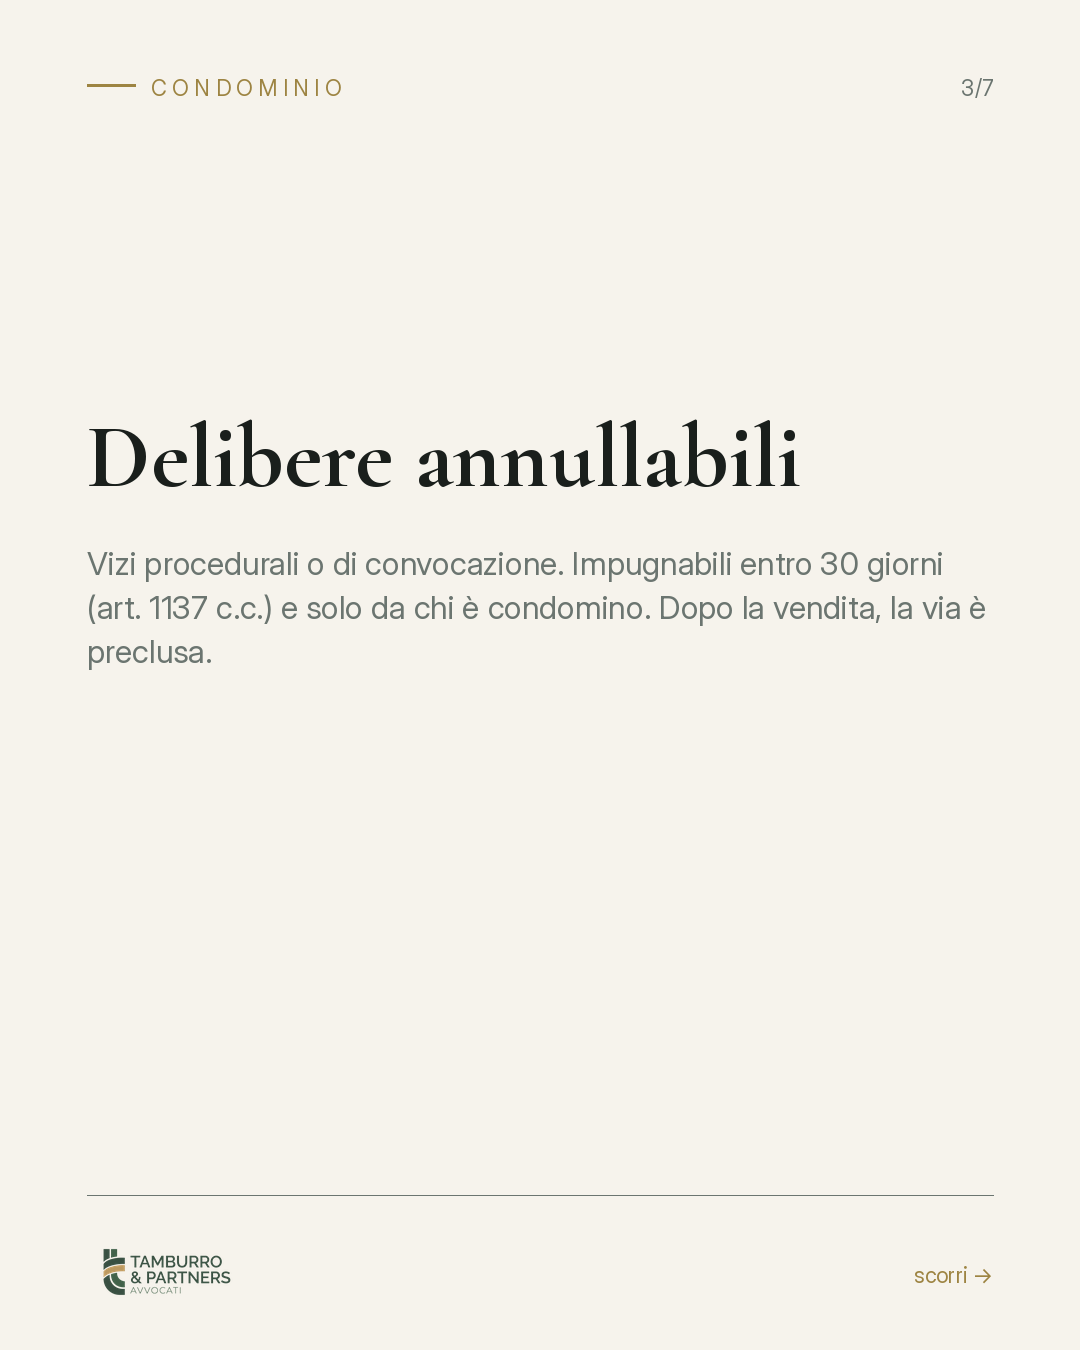 CONDOMINIO
3/7
Delibere annullabili
Vizi procedurali o di convocazione. Impugnabili entro 30 giorni
(art. 1137 c.c.) e solo da chi è condomino. Dopo la vendita, la via è
preclusa.
TAMBURRO
& PARTNERS
AVVOCATI
scorri →